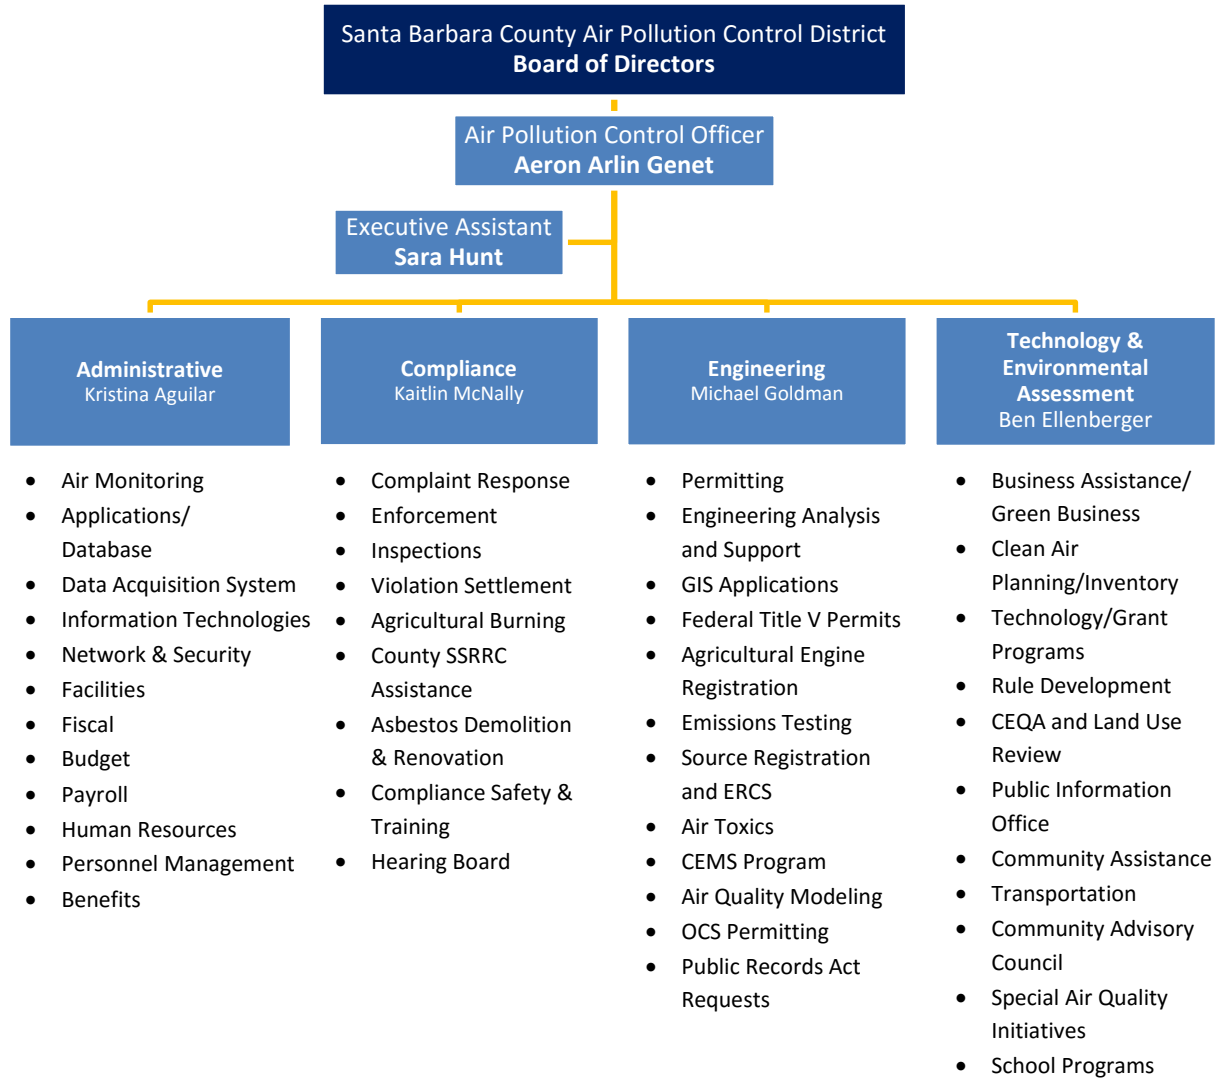 Santa Barbara County Air Pollution Control District
Board of Directors
Air Pollution Control Officer
Aeron Arlin Genet
Executive Assistant
Sara Hunt
Administrative
Kristina Aguilar
• Air Monitoring
• Applications/
Database
• Data Acquisition System
• Information Technologies
• Network & Security
• Facilities
• Fiscal
• Budget
• Payroll
• Human Resources
• Personnel Management
• Benefits
Compliance
Kaitlin McNally
• Complaint Response
• Enforcement
• Inspections
• Violation Settlement
• Agricultural Burning
• County SSRRC
Assistance
• Asbestos Demolition
& Renovation
• Compliance Safety &
Training
• Hearing Board
Engineering
Michael Goldman
• Permitting
• Engineering Analysis
and Support
• GIS Applications
• Federal Title V Permits
• Agricultural Engine
Registration
• Emissions Testing
• Source Registration
and ERCS
• Air Toxics
• CEMS Program
• Air Quality Modeling
• OCS Permitting
• Public Records Act
Requests
Technology &
Environmental
Assessment
Ben Ellenberger
• Business Assistance/
Green Business
• Clean Air
Planning/Inventory
• Technology/Grant
Programs
• Rule Development
• CEQA and Land Use
Review
• Public Information
Office
• Community Assistance
• Transportation
• Community Advisory
Council
• Special Air Quality
Initiatives
• School Programs